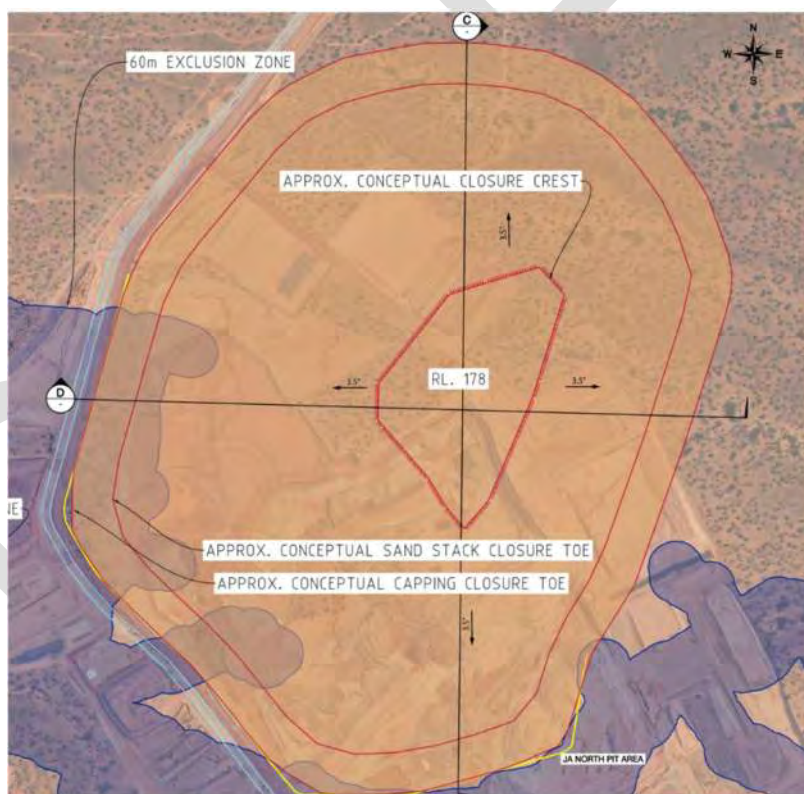 C
-
N
W E
S
60m EXCLUSION ZONE
APPROX. CONCEPTUAL CLOSURE CREST
3.5°
RL. 178
3.5°
3.5°
D
-
NE
APPROX. CONCEPTUAL SAND STACK CLOSURE TOE
APPROX. CONCEPTUAL CAPPING CLOSURE TOE
3.5°
JA NORTH PIT AREA